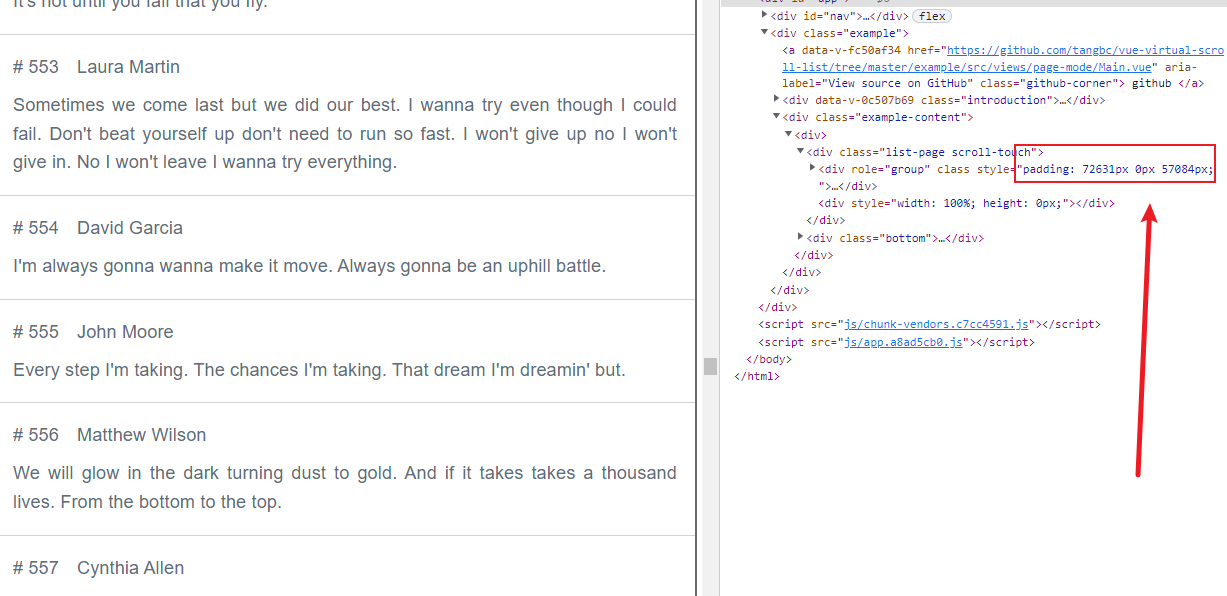 It's not until you fall that you fly.
# 553 Laura Martin
Sometimes we come last but we did our best. I wanna try even though I could
fail. Don't beat yourself up don't need to run so fast. I won't give up no I won't
give in. No I won't leave I wanna try everything.
# 554 David Garcia
I'm always gonna wanna make it move. Always gonna be an uphill battle.
# 555 John Moore
Every step I'm taking. The chances I'm taking. That dream I'm dreamin' but.
# 556 Matthew Wilson
We will glow in the dark turning dust to gold. And if it takes takes a thousand
lives. From the bottom to the top.
# 557 Cynthia Allen
<div id="nav">…</div> flex
<div class="example">
<a data-v-fc50af34 href="https://github.com/tangbc/vue-virtual-scro
ll-list/tree/master/example/src/views/page-mode/Main.vue" aria-
label="View source on GitHub" class="github-corner"> github </a>
<div data-v-0c507b69 class="introduction">…</div>
<div class="example-content">
<div>
<div class="list-page scroll-touch">
<div role="group" class style="padding: 72631px 0px 57084px;
">…</div>
<div style="width: 100%; height: 0px;"></div>
</div>
<div class="bottom">…</div>
</div>
</div>
</div>
</div>
<script src="js/chunk-vendors.c7cc4591.js"></script>
<script src="js/app.a8ad5cb0.js"></script>
</body>
</html>